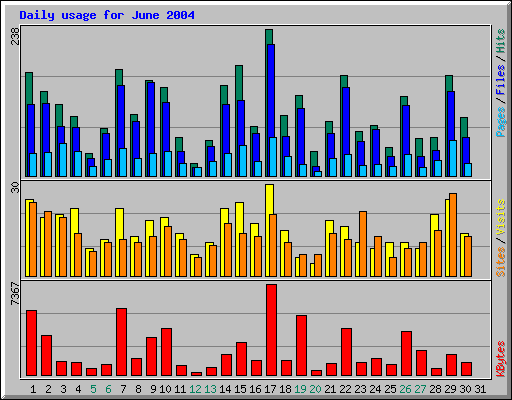 Daily usage for June 2004
238
Pages/Files/Hits
30
Sites/Visits
7367
KBytes
1 2 3 4 5 6 7 8 9 10 11 12 13 14 15 16 17 18 19 20 21 22 23 24 25 26 27 28 29 30 31